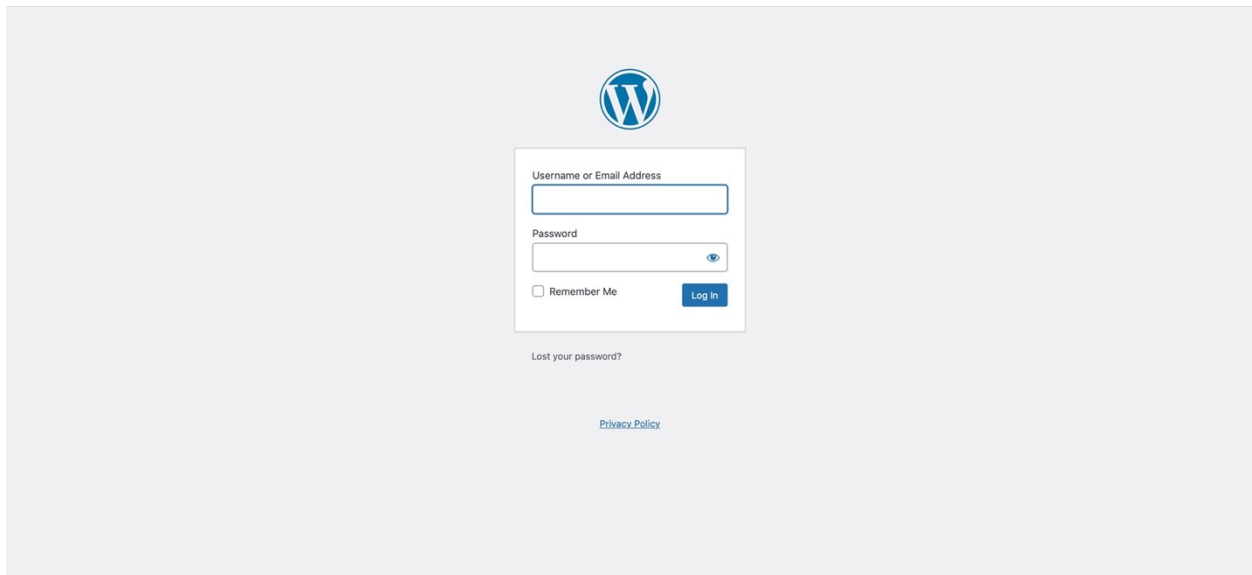 Username or Email Address
Password
Remember Me
Log In
Lost your password?
Privacy Policy